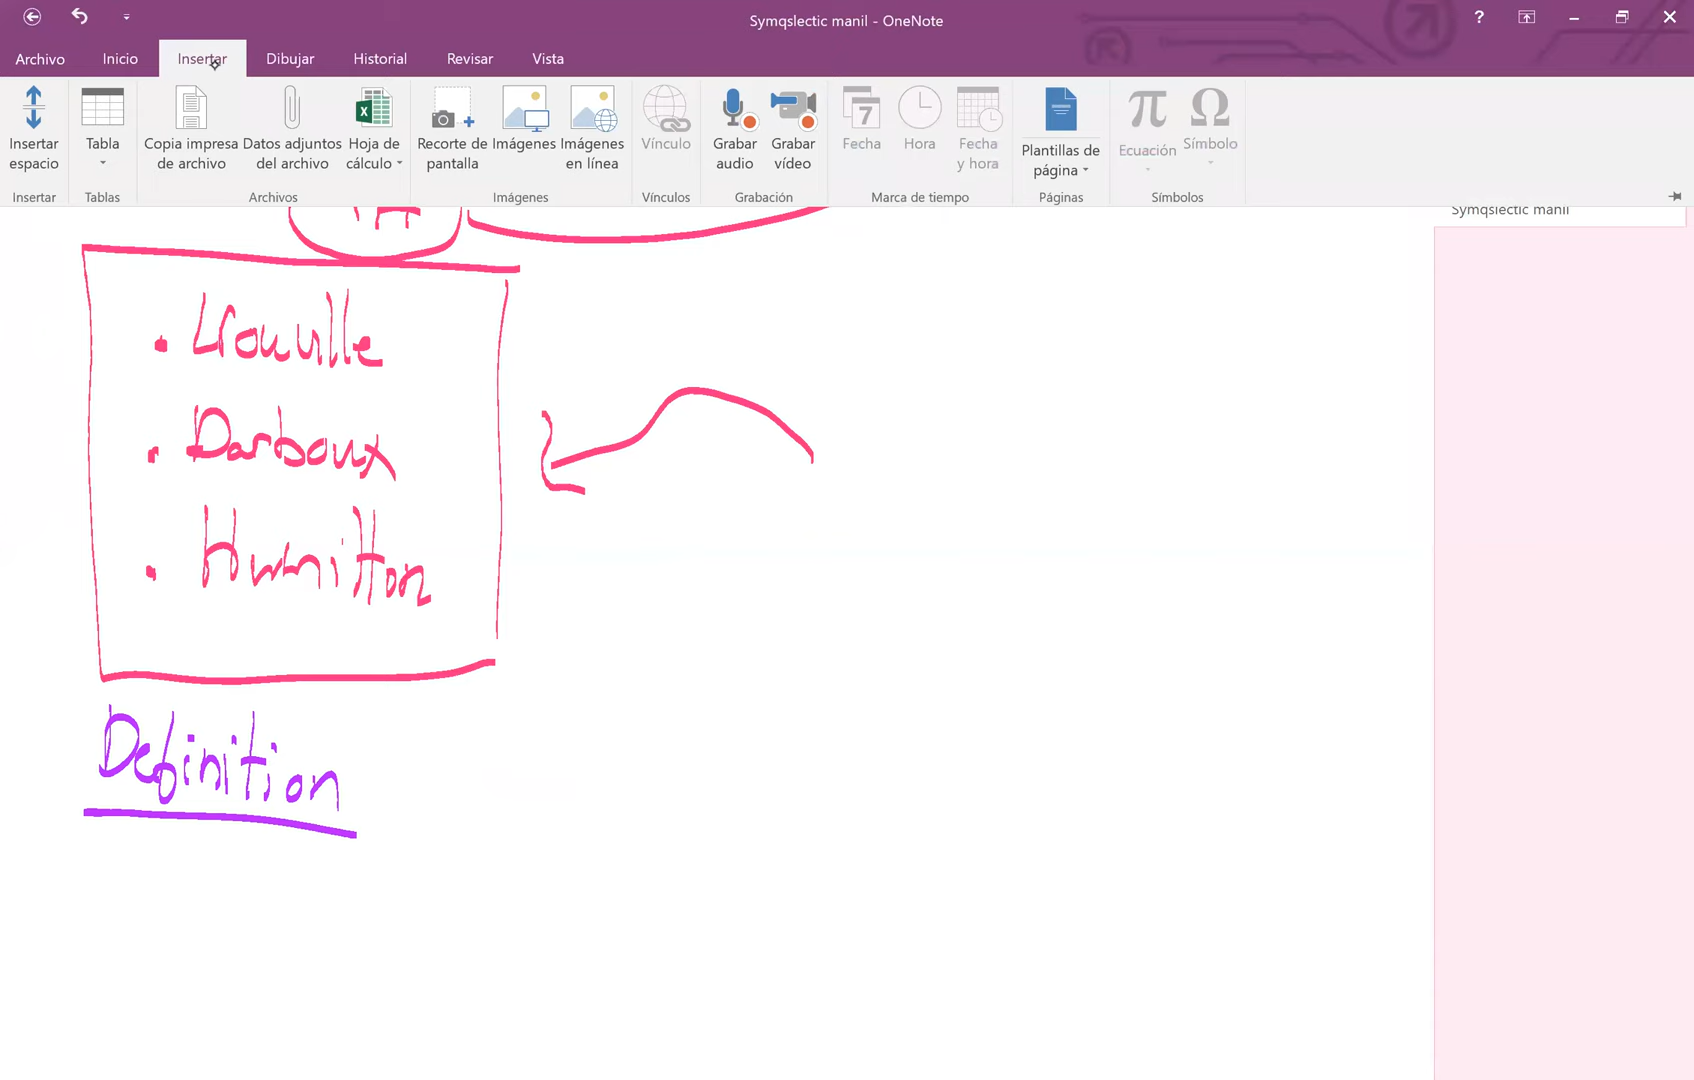 Symqslectic manil - OneNote
?
Archivo Inicio Insertar Dibujar Historial Revisar Vista
Insertar espacio
Tabla
Copia impresa de archivo
Datos adjuntos del archivo
Hoja de cálculo
Recorte de pantalla
Imágenes
Imágenes en línea
Vínculo
Grabar audio
Grabar vídeo
7
Fecha
Hora
Fecha y hora
Plantillas de página
π
Ecuación
Ω
Símbolo
Insertar Tablas Archivos Imágenes Vínculos Grabación Marca de tiempo Páginas Símbolos
Symqslectic manil
• Liouville
• Darboux
• Hamilton
Definition